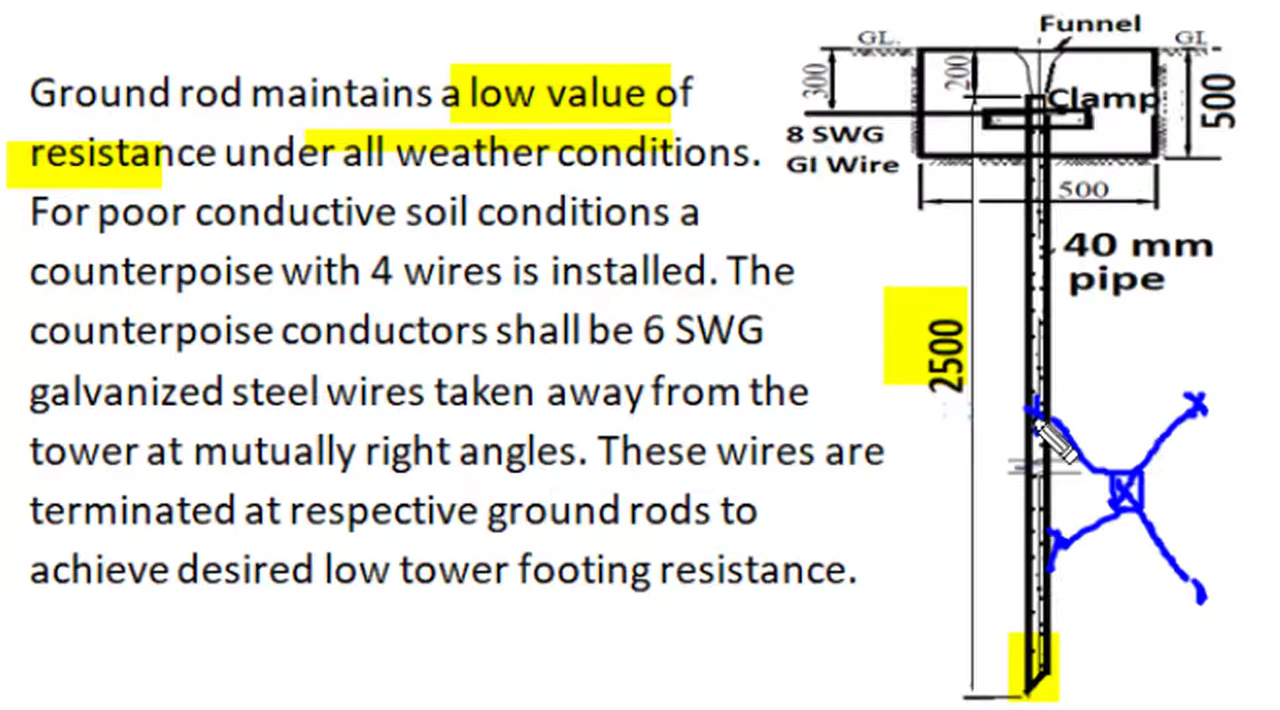 Ground rod maintains a low value of
resistance under all weather conditions.
For poor conductive soil conditions a
counterpoise with 4 wires is installed. The
counterpoise conductors shall be 6 SWG
galvanized steel wires taken away from the
tower at mutually right angles. These wires are
terminated at respective ground rods to
achieve desired low tower footing resistance.
Funnel
GL.
GL
300
200
Clamp
500
8 SWG
GI Wire
500
40 mm
pipe
2500